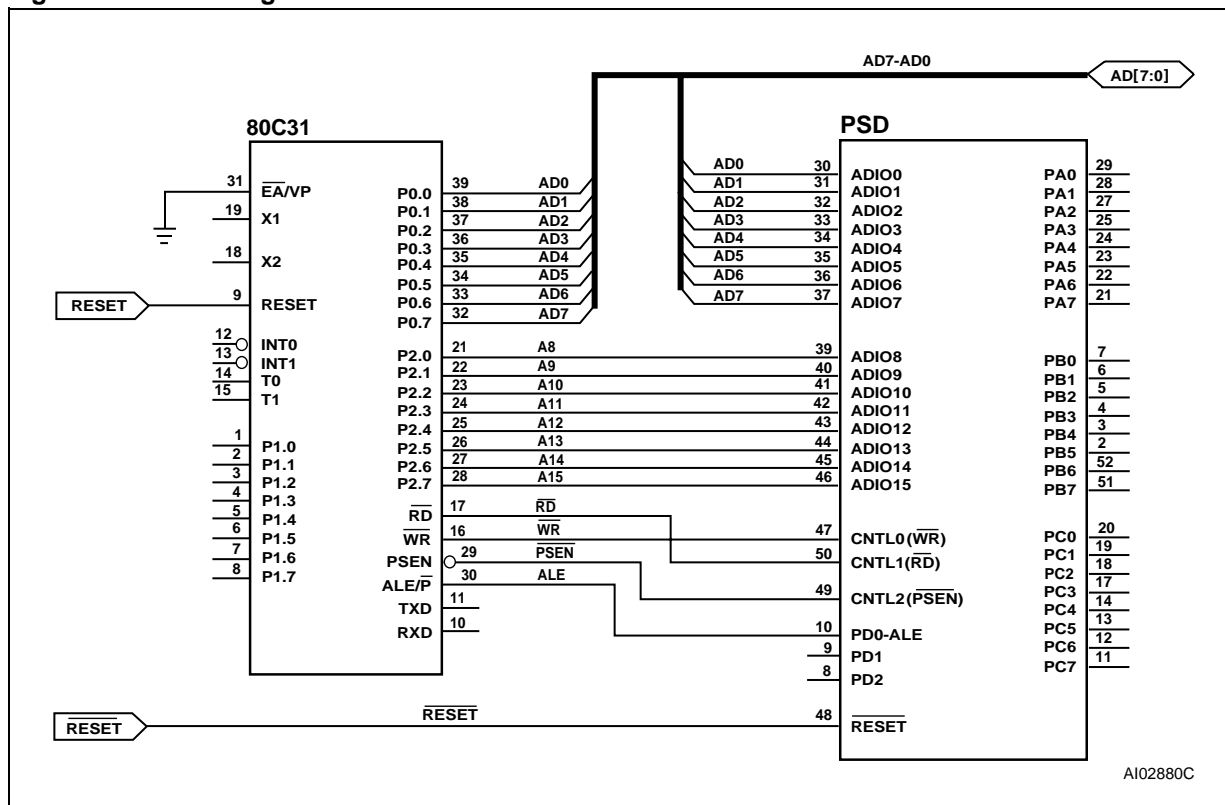 AD7-AD0
AD[7:0]
80C31
PSD
31 EA/VP
19 X1
18 X2
RESET 9 RESET
12 INT0
13 INT1
14 T0
15 T1
1 P1.0
2 P1.1
3 P1.2
4 P1.3
5 P1.4
6 P1.5
7 P1.6
8 P1.7
P0.0 39 AD0
P0.1 38 AD1
P0.2 37 AD2
P0.3 36 AD3
P0.4 35 AD4
P0.5 34 AD5
P0.6 33 AD6
P0.7 32 AD7
P2.0 21 A8
P2.1 22 A9
P2.2 23 A10
P2.3 24 A11
P2.4 25 A12
P2.5 26 A13
P2.6 27 A14
P2.7 28 A15
RD 17 RD
WR 16 WR
PSEN 29 PSEN
ALE/P 30 ALE
TXD 11
RXD 10
AD0 30 ADIO0
AD1 31 ADIO1
AD2 32 ADIO2
AD3 33 ADIO3
AD4 34 ADIO4
AD5 35 ADIO5
AD6 36 ADIO6
AD7 37 ADIO7
39 ADIO8
40 ADIO9
41 ADIO10
42 ADIO11
43 ADIO12
44 ADIO13
45 ADIO14
46 ADIO15
47 CNTL0(WR)
50 CNTL1(RD)
49 CNTL2(PSEN)
10 PD0-ALE
9 PD1
8 PD2
48 RESET
PA0 29
PA1 28
PA2 27
PA3 25
PA4 24
PA5 23
PA6 22
PA7 21
PB0 7
PB1 6
PB2 5
PB3 4
PB4 3
PB5 2
PB6 52
PB7 51
PC0 20
PC1 19
PC2 18
PC3 17
PC4 14
PC5 13
PC6 12
PC7 11
RESET RESET
AI02880C